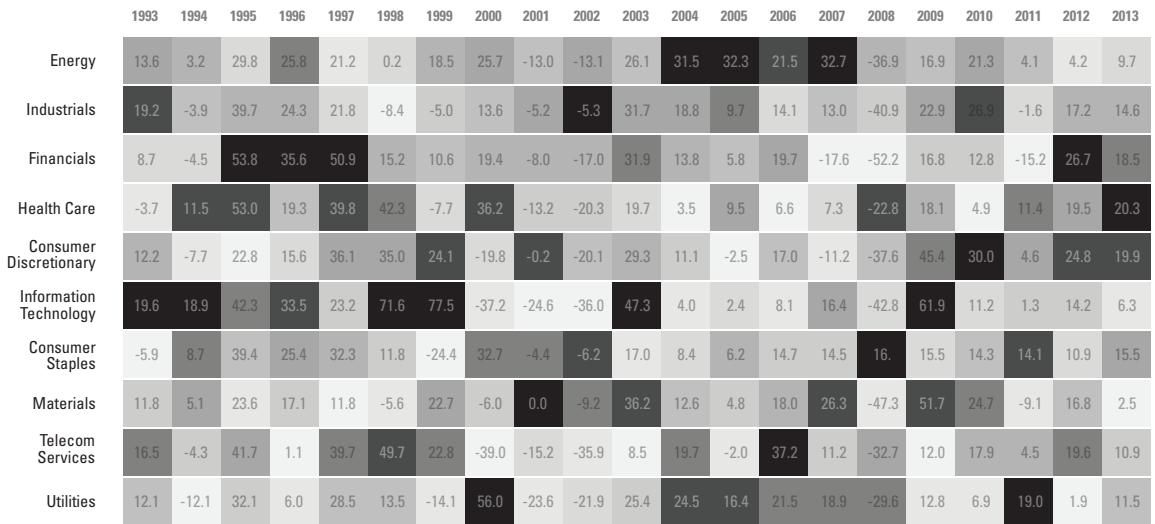 1993 1994 1995 1996 1997 1998 1999 2000 2001 2002 2003 2004 2005 2006 2007 2008 2009 2010 2011 2012 2013
Energy 13.6 3.2 29.8 25.8 21.2 0.2 18.5 25.7 -13.0 -13.1 26.1 31.5 32.3 21.5 32.7 -36.9 16.9 21.3 4.1 4.2 9.7
Industrials 19.2 -3.9 39.7 24.3 21.8 -8.4 -5.0 13.6 -5.2 -5.3 31.7 18.8 9.7 14.1 13.0 -40.9 22.9 26.9 -1.6 17.2 14.6
Financials 8.7 -4.5 53.8 35.6 50.9 15.2 10.6 19.4 -8.0 -17.0 31.9 13.8 5.8 19.7 -17.6 -52.2 16.8 12.8 -15.2 26.7 18.5
Health Care -3.7 11.5 53.0 19.3 39.8 42.3 -7.7 36.2 -13.2 -20.3 19.7 3.5 9.5 6.6 7.3 -22.8 18.1 4.9 11.4 19.5 20.3
Consumer
Discretionary 12.2 -7.7 22.8 15.6 36.1 35.0 24.1 -19.8 -0.2 -20.1 29.3 11.1 -2.5 17.0 -11.2 -37.6 45.4 30.0 4.6 24.8 19.9
Information
Technology 19.6 18.9 42.3 33.5 23.2 71.6 77.5 -37.2 -24.6 -36.0 47.3 4.0 2.4 8.1 16.4 -42.8 61.9 11.2 1.3 14.2 6.3
Consumer
Staples -5.9 8.7 39.4 25.4 32.3 11.8 -24.4 32.7 -4.4 -6.2 17.0 8.4 6.2 14.7 14.5 16. 15.5 14.3 14.1 10.9 15.5
Materials 11.8 5.1 23.6 17.1 11.8 -5.6 22.7 -6.0 0.0 -9.2 36.2 12.6 4.8 18.0 26.3 -47.3 51.7 24.7 -9.1 16.8 2.5
Telecom
Services 16.5 -4.3 41.7 1.1 39.7 49.7 22.8 -39.0 -15.2 -35.9 8.5 19.7 -2.0 37.2 11.2 -32.7 12.0 17.9 4.5 19.6 10.9
Utilities 12.1 -12.1 32.1 6.0 28.5 13.5 -14.1 56.0 -23.6 -21.9 25.4 24.5 16.4 21.5 18.9 -29.6 12.8 6.9 19.0 1.9 11.5